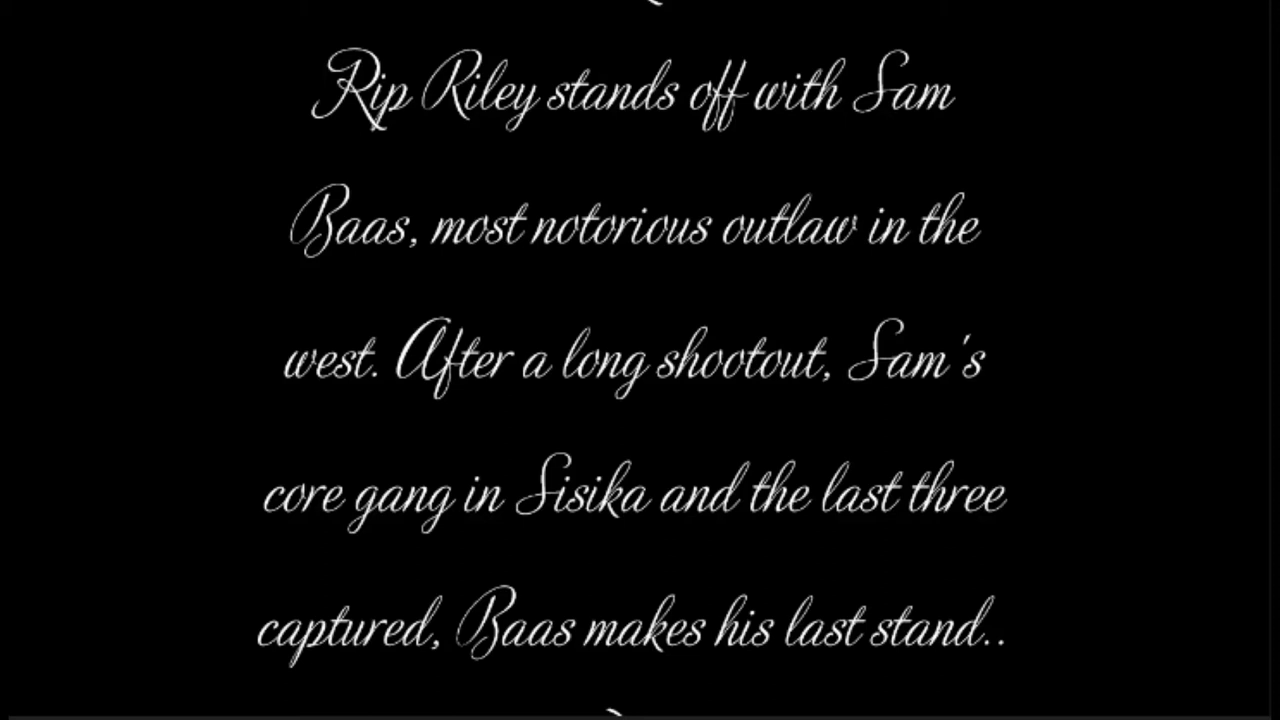 Rip Riley stands off with Sam
Baas, most notorious outlaw in the
west. After a long shootout, Sam's
core gang in Sisika and the last three
captured, Baas makes his last stand..